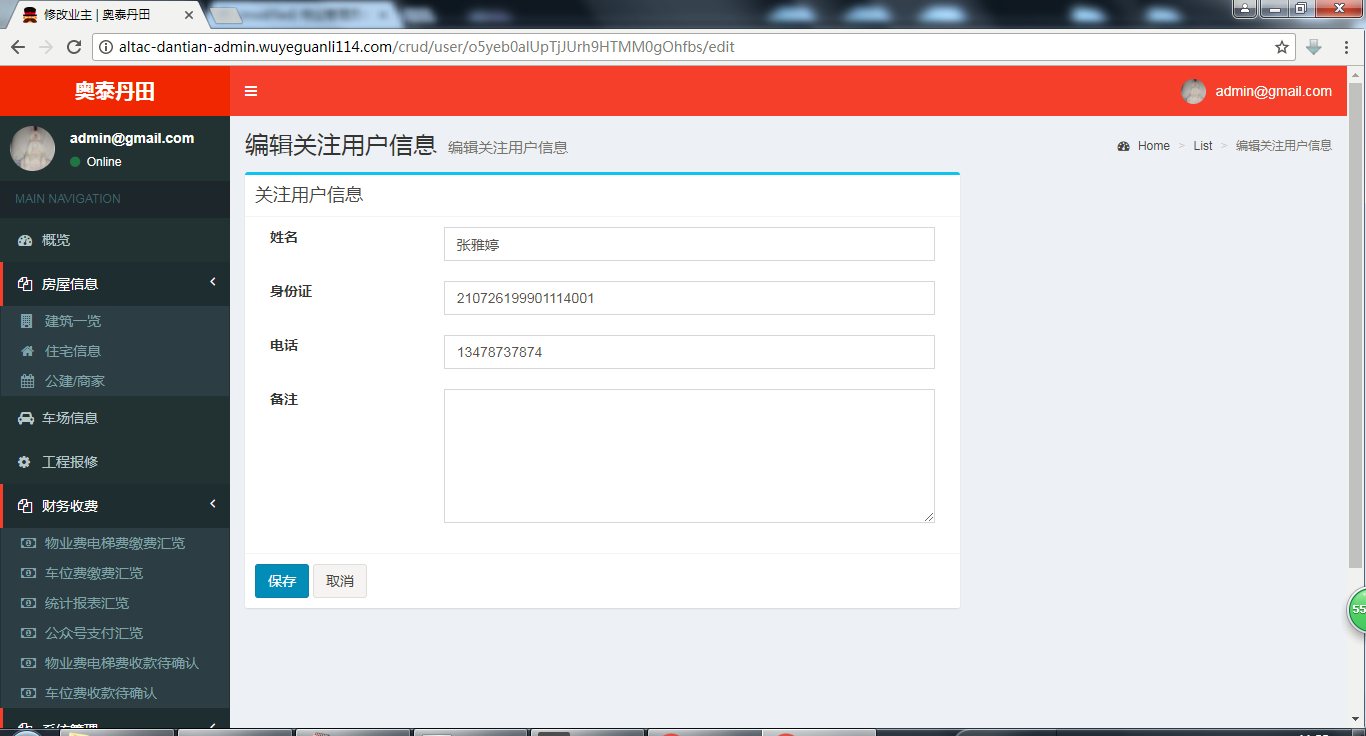 修改业主 | 奥泰丹田
altac-dantian-admin.wuyeguanli114.com/crud/user/o5yeb0alUpTjJUrh9HTMM0gOhfbs/edit
奥泰丹田
admin@gmail.com
admin@gmail.com
Online
编辑关注用户信息 编辑关注用户信息
Home > List > 编辑关注用户信息
MAIN NAVIGATION
概览
房屋信息
建筑一览
住宅信息
公建/商家
车场信息
工程报修
财务收费
物业费电梯费缴费汇览
车位费缴费汇览
统计报表汇览
公众号支付汇览
物业费电梯费收款待确认
车位费收款待确认
系统管理
关注用户信息
姓名
张雅婷
身份证
210726199901114001
电话
13478737874
备注
保存 取消
55